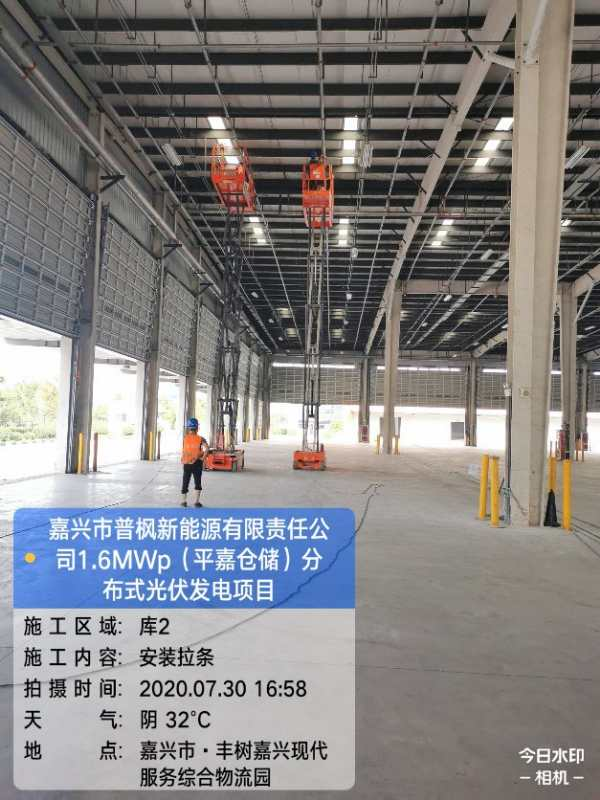 嘉兴市普枫新能源有限责任公
司1.6MWp（平嘉仓储）分
布式光伏发电项目
施工区域：库2
施工内容：安装拉条
拍摄时间：2020.07.30 16:58
天气：阴 32℃
地点：嘉兴市·丰树嘉兴现代
服务综合物流园
今日水印
-相机-